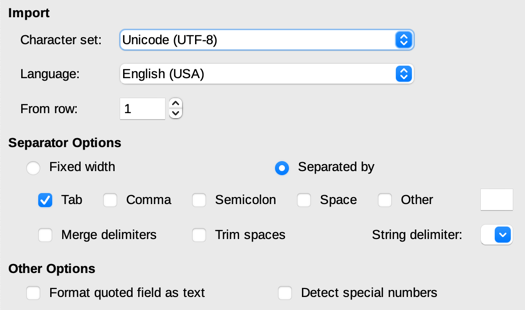 Import
Character set: Unicode (UTF-8)
Language: English (USA)
From row: 1
Separator Options
Fixed width Separated by
Tab Comma Semicolon Space Other
Merge delimiters Trim spaces String delimiter:
Other Options
Format quoted field as text Detect special numbers